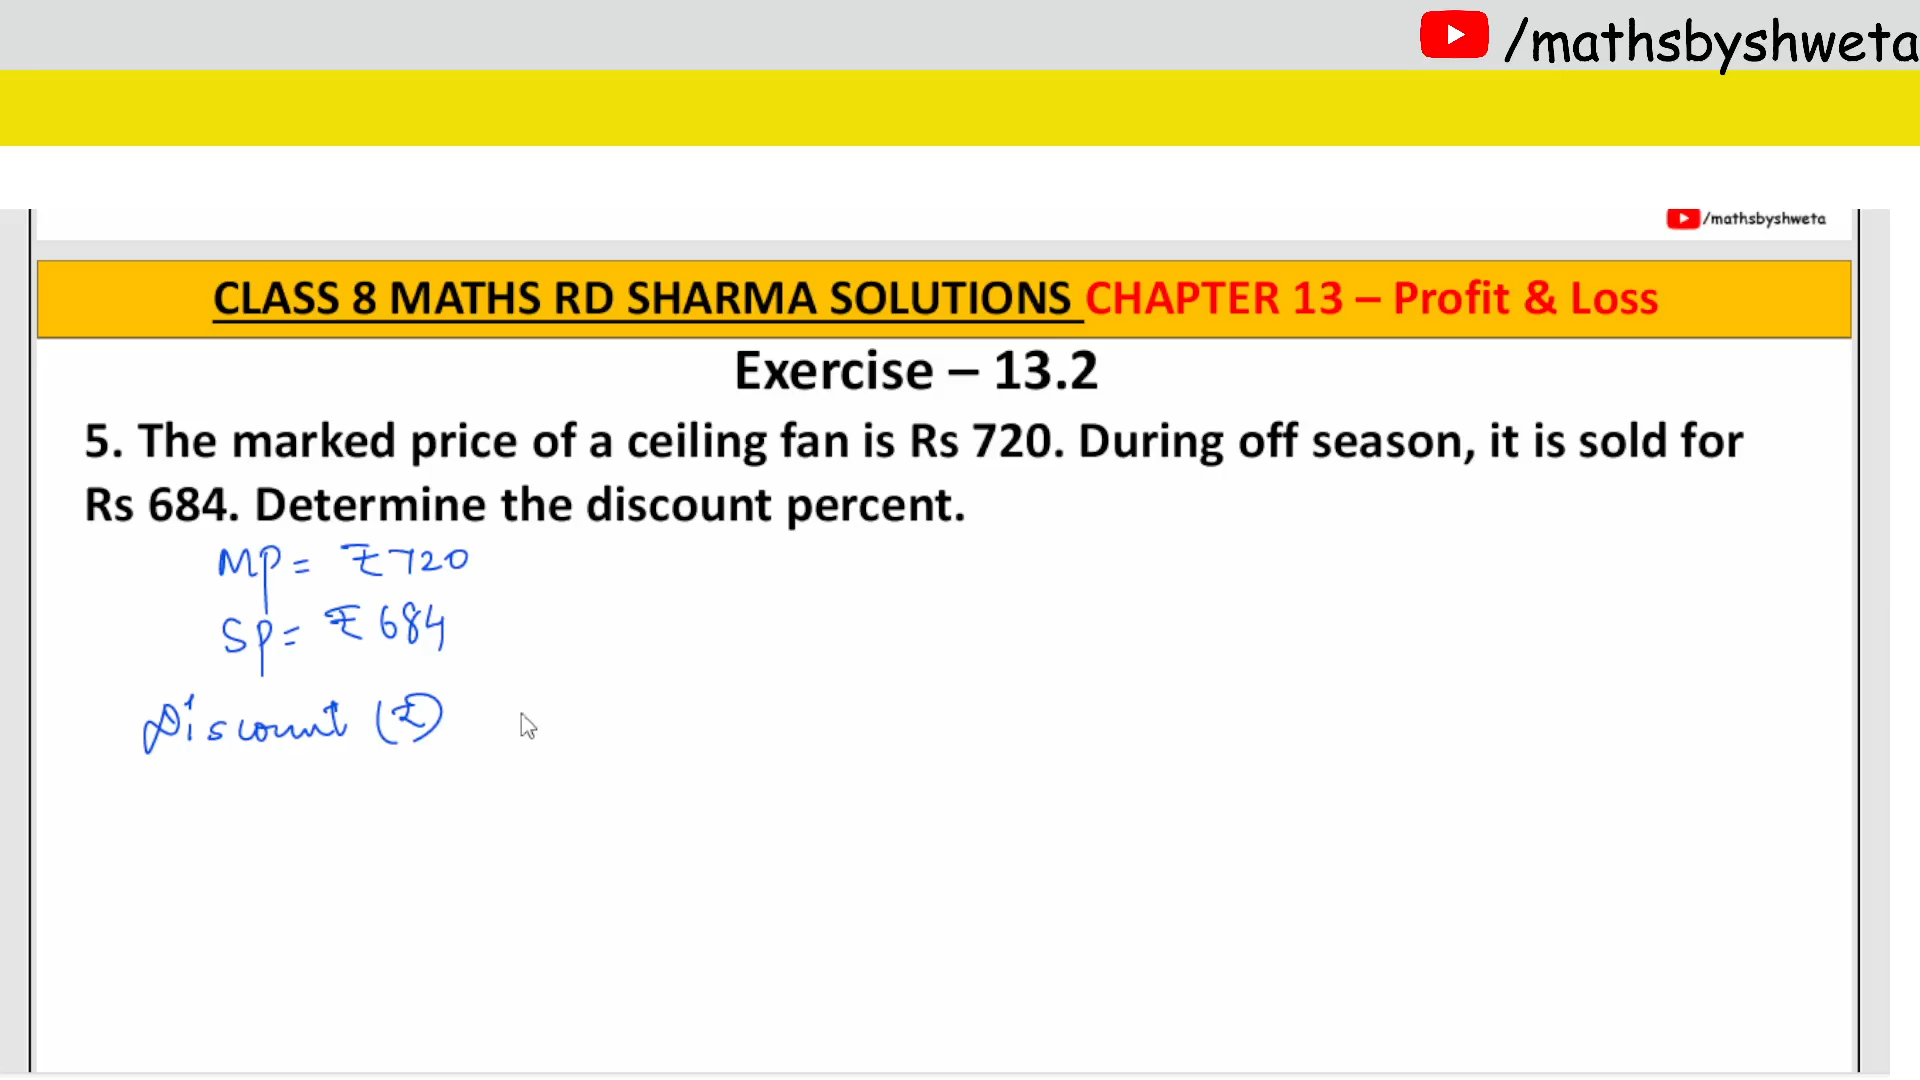 /mathsbyshweta
/mathsbyshweta
CLASS 8 MATHS RD SHARMA SOLUTIONS CHAPTER 13 – Profit & Loss
Exercise – 13.2
5. The marked price of a ceiling fan is Rs 720. During off season, it is sold for
Rs 684. Determine the discount percent.
MP = ₹720
SP = ₹684
Discount (₹)